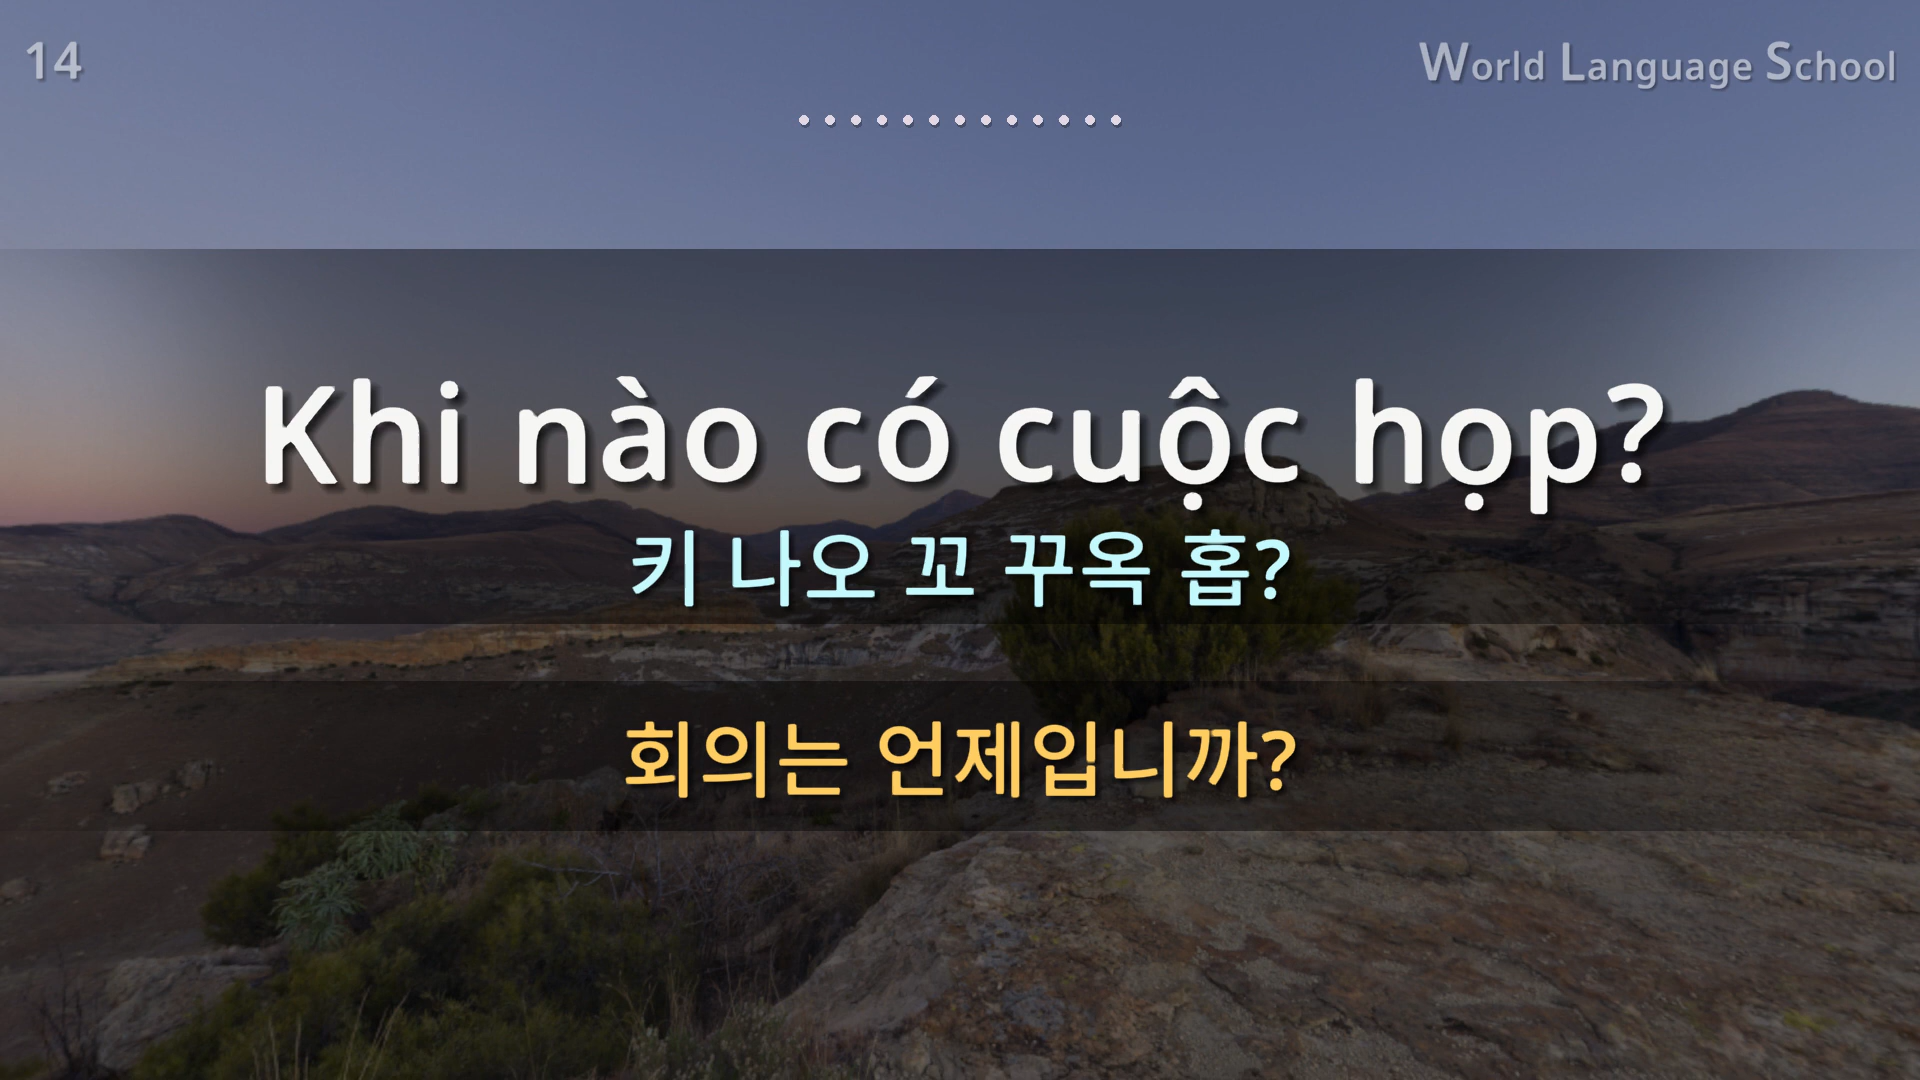 14
World Language School
Khi nào có cuộc họp?
키 나오 꼬 꾸옥 홉?
회의는 언제입니까?